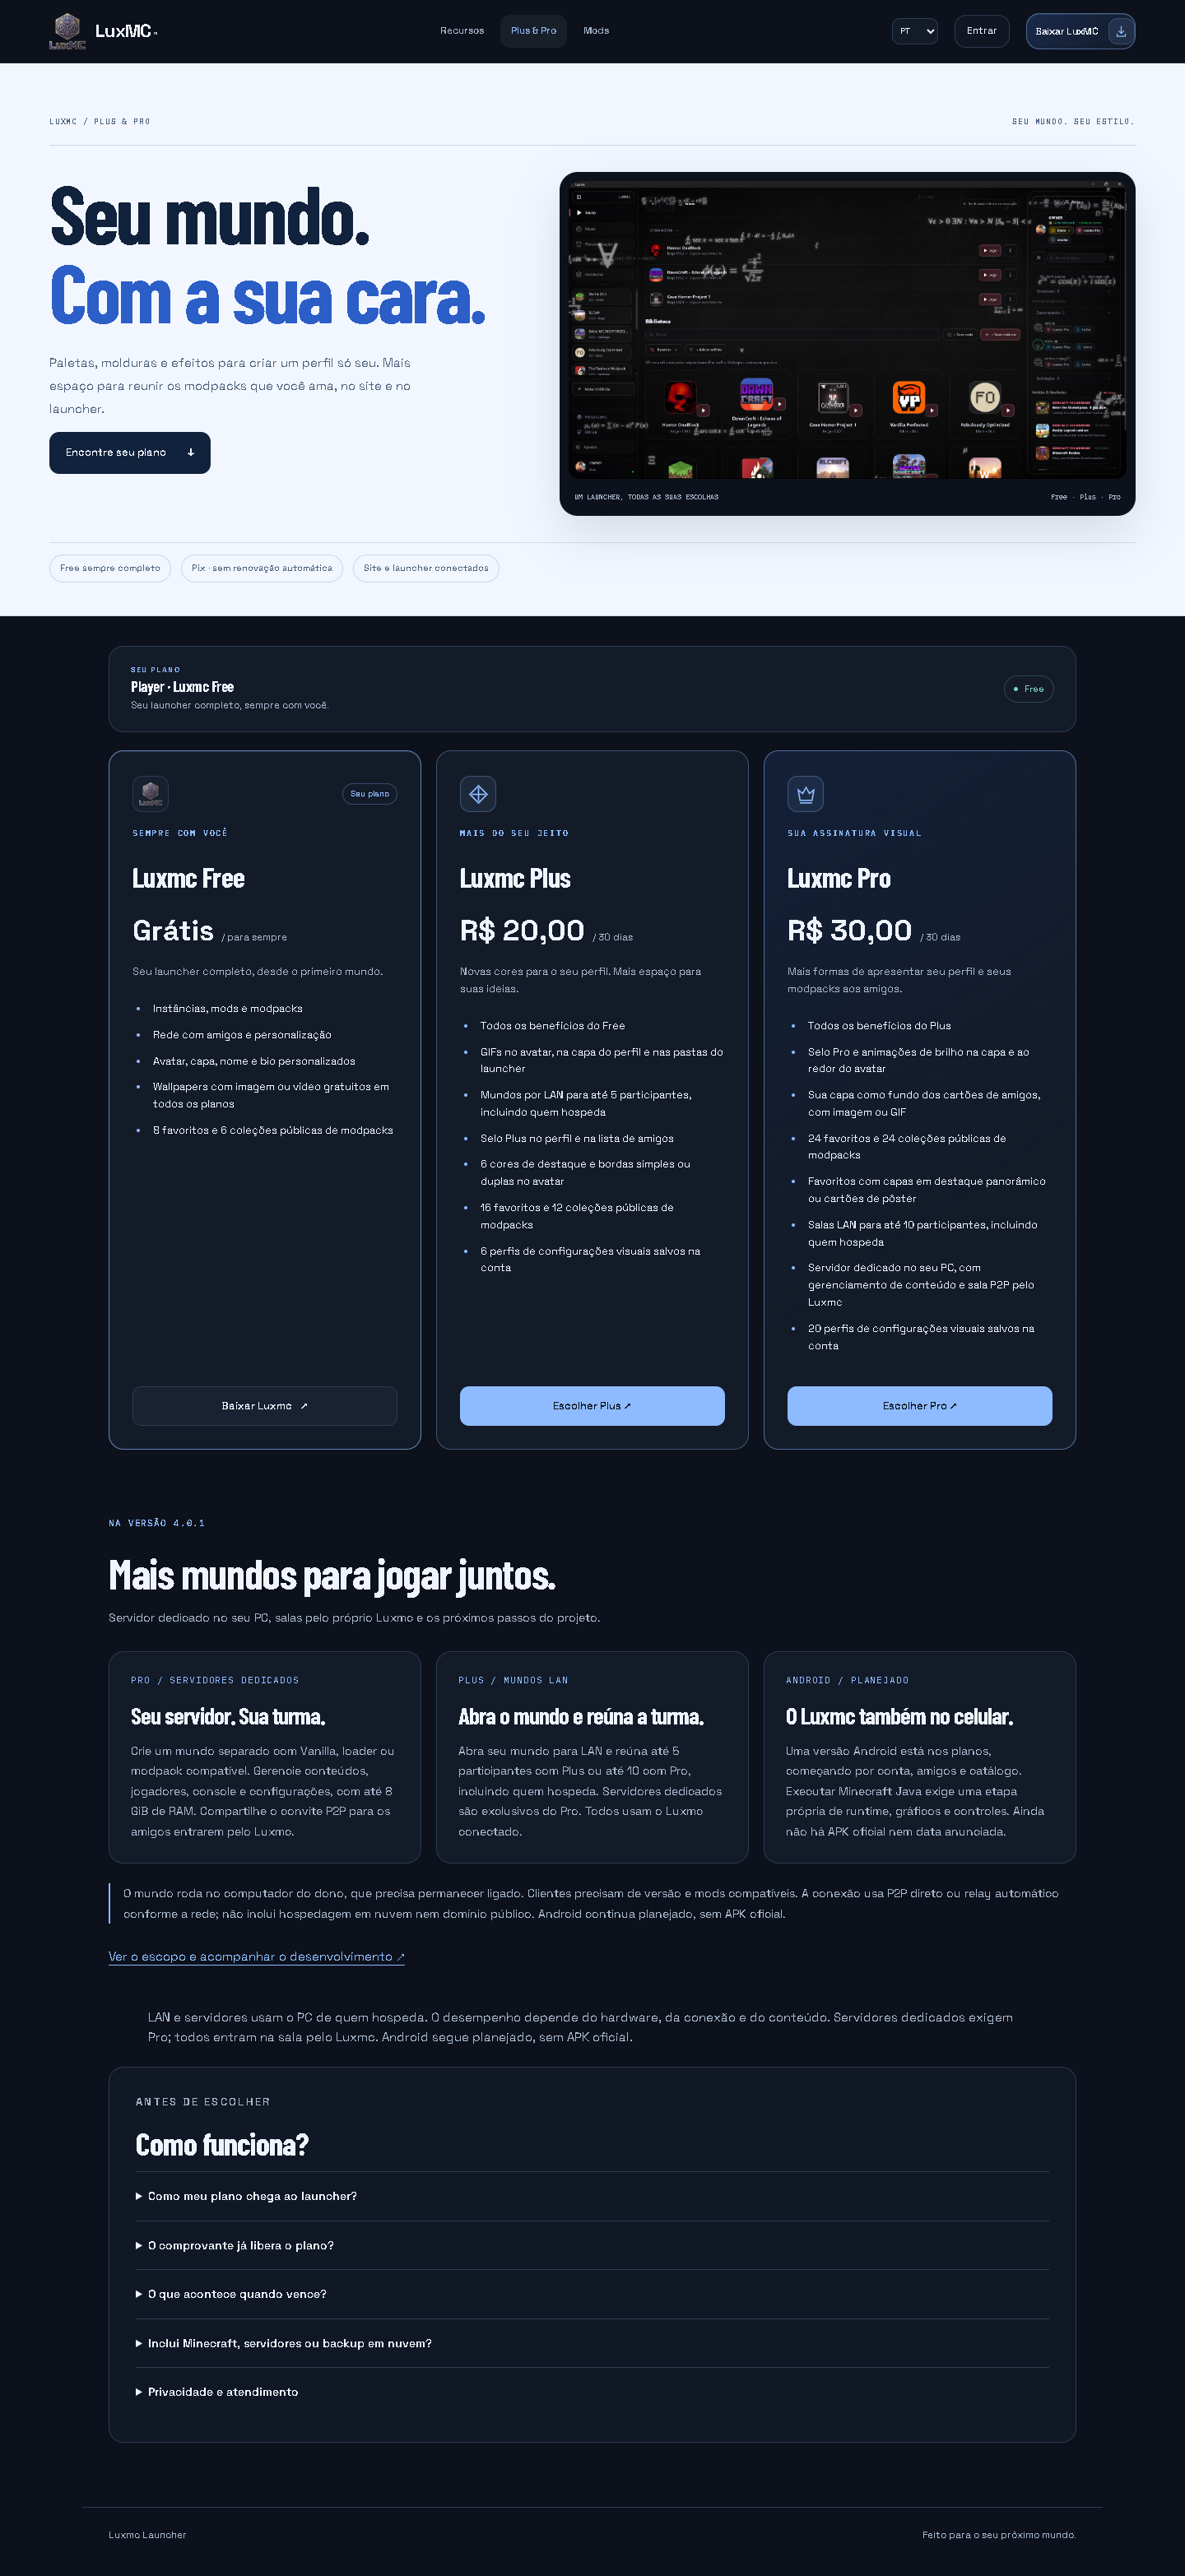 LuxMC
Recursos
Plus & Pro
Mods
PT
Entrar
Baixar LuxMC
LUXMC / PLUS & PRO
SEU MUNDO. SEU ESTILO.
Seu mundo.
Com a sua cara.
Paletas, molduras e efeitos para criar um perfil só seu. Mais
espaço para reunir os modpacks que você ama, no site e no
launcher.
Encontre seu plano ↓
UM LAUNCHER, TODAS AS SUAS ESCOLHAS
Free · Plus · Pro
Free sempre completo
Pix · sem renovação automática
Site e launcher conectados
SEU PLANO
Player · Luxmc Free
Seu launcher completo, sempre com você.
Free
Seu plano
SEMPRE COM VOCÊ
Luxmc Free
Grátis / para sempre
Seu launcher completo, desde o primeiro mundo.
Instâncias, mods e modpacks
Rede com amigos e personalização
Avatar, capa, nome e bio personalizados
Wallpapers com imagem ou vídeo gratuitos em
todos os planos
8 favoritos e 6 coleções públicas de modpacks
Baixar Luxmc ↗
MAIS DO SEU JEITO
Luxmc Plus
R$ 20,00 / 30 dias
Novas cores para o seu perfil. Mais espaço para
suas ideias.
Todos os benefícios do Free
GIFs no avatar, na capa do perfil e nas pastas do
launcher
Mundos por LAN para até 5 participantes,
incluindo quem hospeda
Selo Plus no perfil e na lista de amigos
6 cores de destaque e bordas simples ou
duplas no avatar
16 favoritos e 12 coleções públicas de
modpacks
6 perfis de configurações visuais salvos na
conta
Escolher Plus ↗
SUA ASSINATURA VISUAL
Luxmc Pro
R$ 30,00 / 30 dias
Mais formas de apresentar seu perfil e seus
modpacks aos amigos.
Todos os benefícios do Plus
Selo Pro e animações de brilho na capa e ao
redor do avatar
Sua capa como fundo dos cartões de amigos,
com imagem ou GIF
24 favoritos e 24 coleções públicas de
modpacks
Favoritos com capas em destaque panorâmico
ou cartões de pôster
Salas LAN para até 10 participantes, incluindo
quem hospeda
Servidor dedicado no seu PC, com
gerenciamento de conteúdo e sala P2P pelo
Luxmc
20 perfis de configurações visuais salvos na
conta
Escolher Pro ↗
NA VERSÃO 4.0.1
Mais mundos para jogar juntos.
Servidor dedicado no seu PC, salas pelo próprio Luxmc e os próximos passos do projeto.
PRO / SERVIDORES DEDICADOS
Seu servidor. Sua turma.
Crie um mundo separado com Vanilla, loader ou
modpack compatível. Gerencie conteúdos,
jogadores, console e configurações, com até 8
GiB de RAM. Compartilhe o convite P2P para os
amigos entrarem pelo Luxmc.
PLUS / MUNDOS LAN
Abra o mundo e reúna a turma.
Abra seu mundo para LAN e reúna até 5
participantes com Plus ou até 10 com Pro,
incluindo quem hospeda. Servidores dedicados
são exclusivos do Pro. Todos usam o Luxmc
conectado.
ANDROID / PLANEJADO
O Luxmc também no celular.
Uma versão Android está nos planos,
começando por conta, amigos e catálogo.
Executar Minecraft Java exige uma etapa
própria de runtime, gráficos e controles. Ainda
não há APK oficial nem data anunciada.
O mundo roda no computador do dono, que precisa permanecer ligado. Clientes precisam de versão e mods compatíveis. A conexão usa P2P direto ou relay automático
conforme a rede; não inclui hospedagem em nuvem nem domínio público. Android continua planejado, sem APK oficial.
Ver o escopo e acompanhar o desenvolvimento ↗
LAN e servidores usam o PC de quem hospeda. O desempenho depende do hardware, da conexão e do conteúdo. Servidores dedicados exigem
Pro; todos entram na sala pelo Luxmc. Android segue planejado, sem APK oficial.
ANTES DE ESCOLHER
Como funciona?
Como meu plano chega ao launcher?
O comprovante já libera o plano?
O que acontece quando vence?
Inclui Minecraft, servidores ou backup em nuvem?
Privacidade e atendimento
Luxmc Launcher
Feito para o seu próximo mundo.